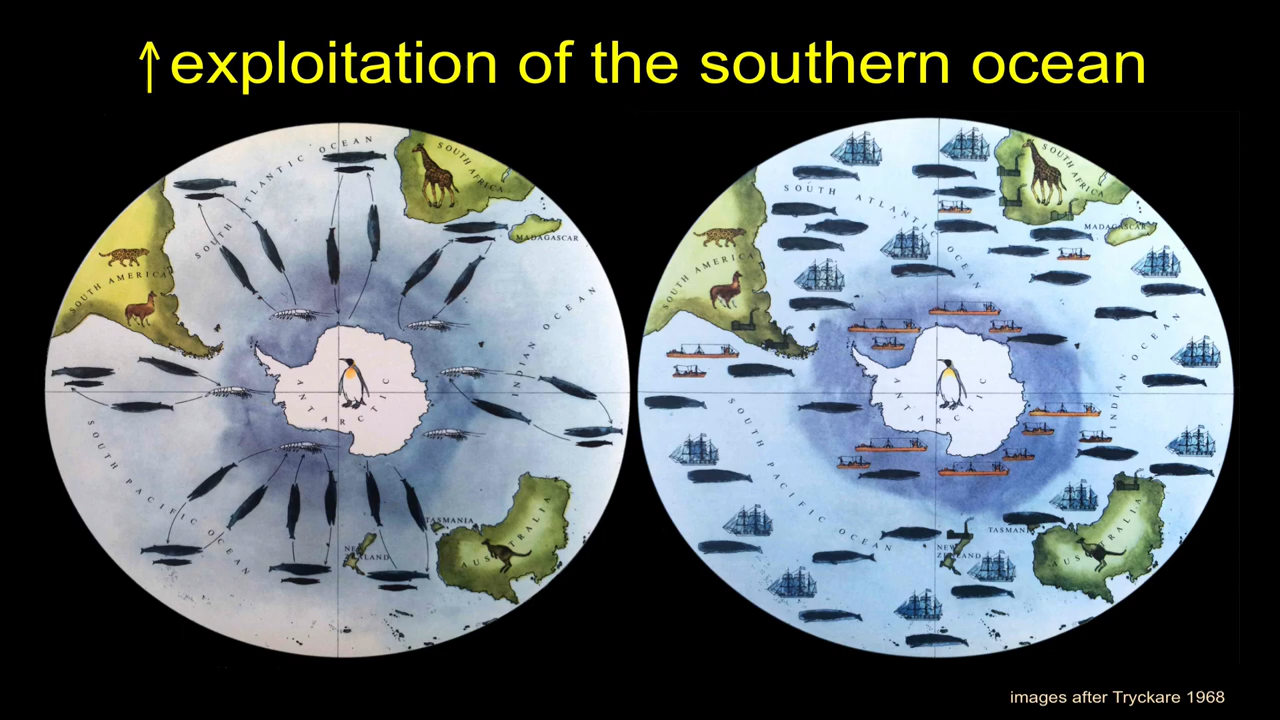 ↑exploitation of the southern ocean
SOUTH ATLANTIC OCEAN
SOUTH AFRICA
MADAGASCAR
SOUTH AMERICA
INDIAN OCEAN
ANTARCTIC
SOUTH PACIFIC OCEAN
TASMANIA
NEW ZEALAND
AUSTRALIA
SOUTH ATLANTIC OCEAN
SOUTH AFRICA
MADAGASCAR
SOUTH AMERICA
INDIAN OCEAN
ANTARCTIC
SOUTH PACIFIC OCEAN
TASMANIA
NEW ZEALAND
AUSTRALIA
images after Tryckare 1968